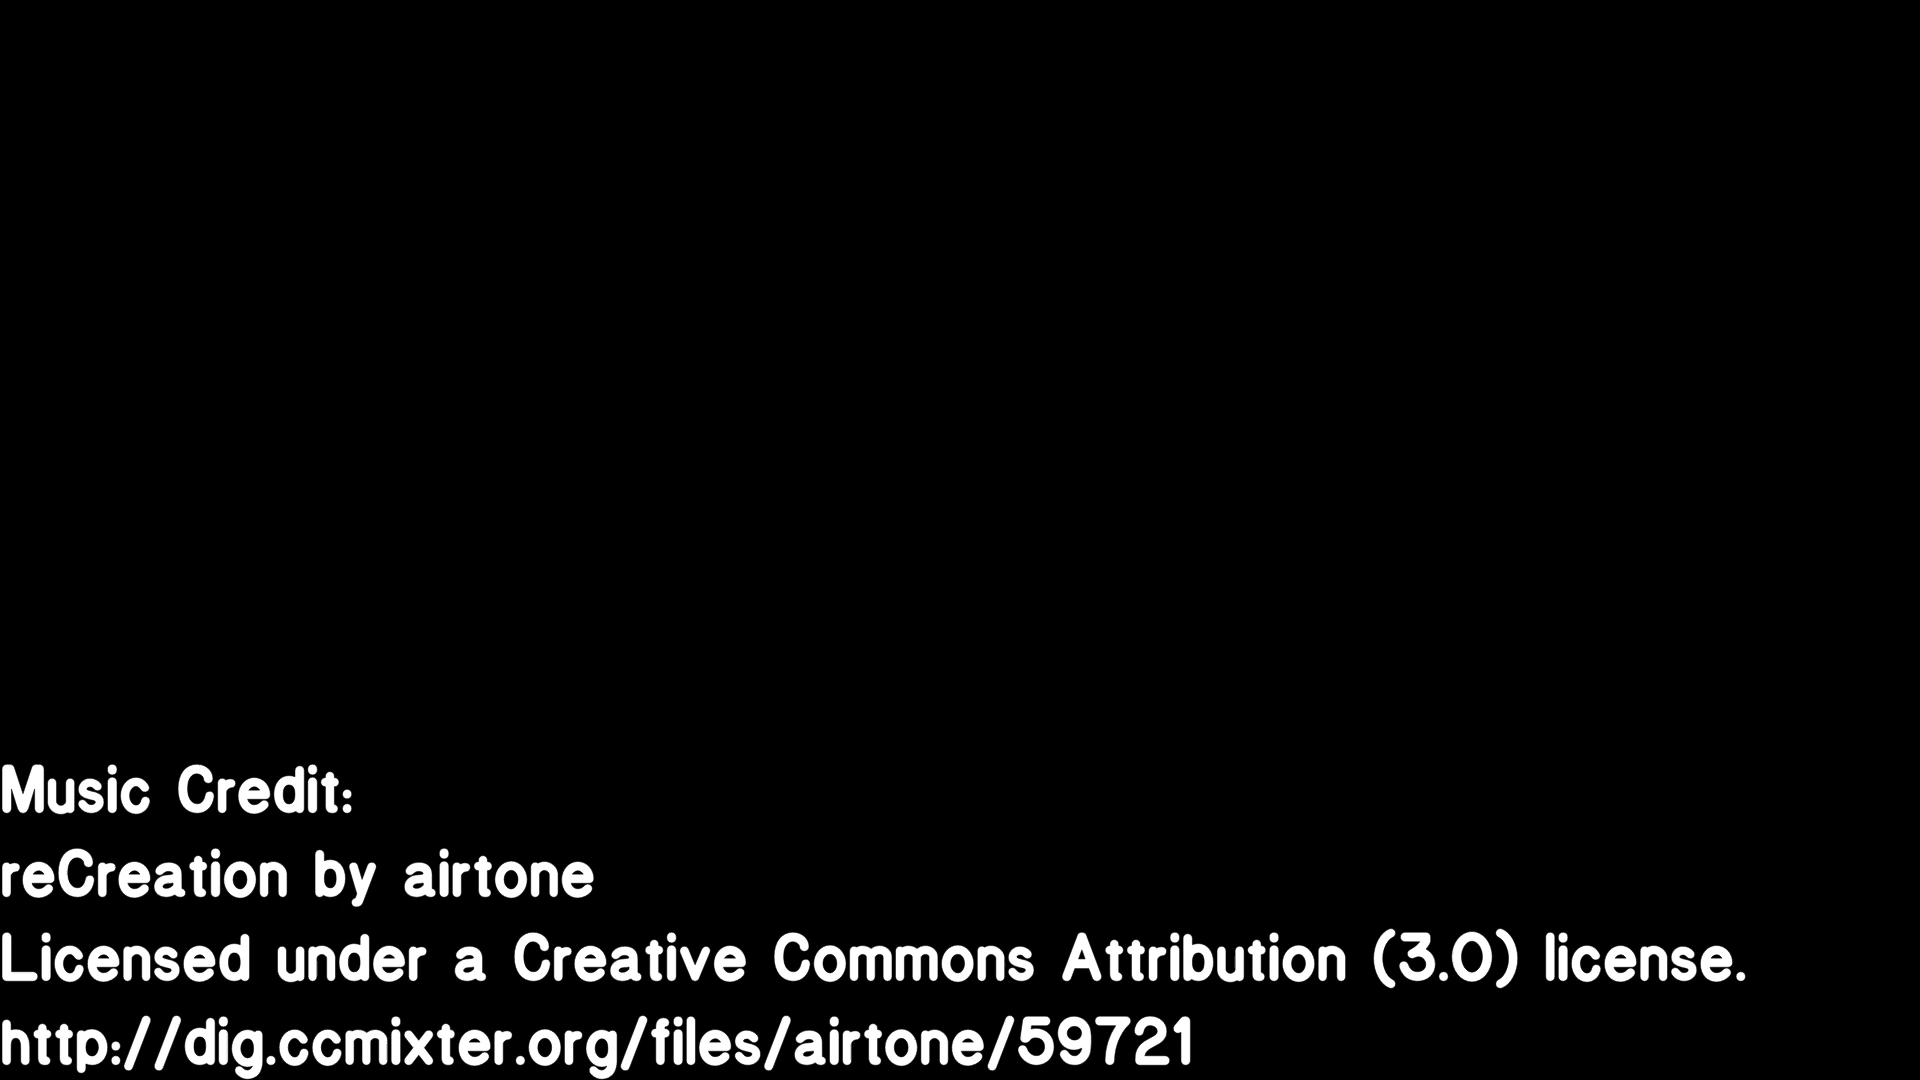 Music Credit:
reCreation by airtone
Licensed under a Creative Commons Attribution (3.0) license.
http://dig.ccmixter.org/files/airtone/59721